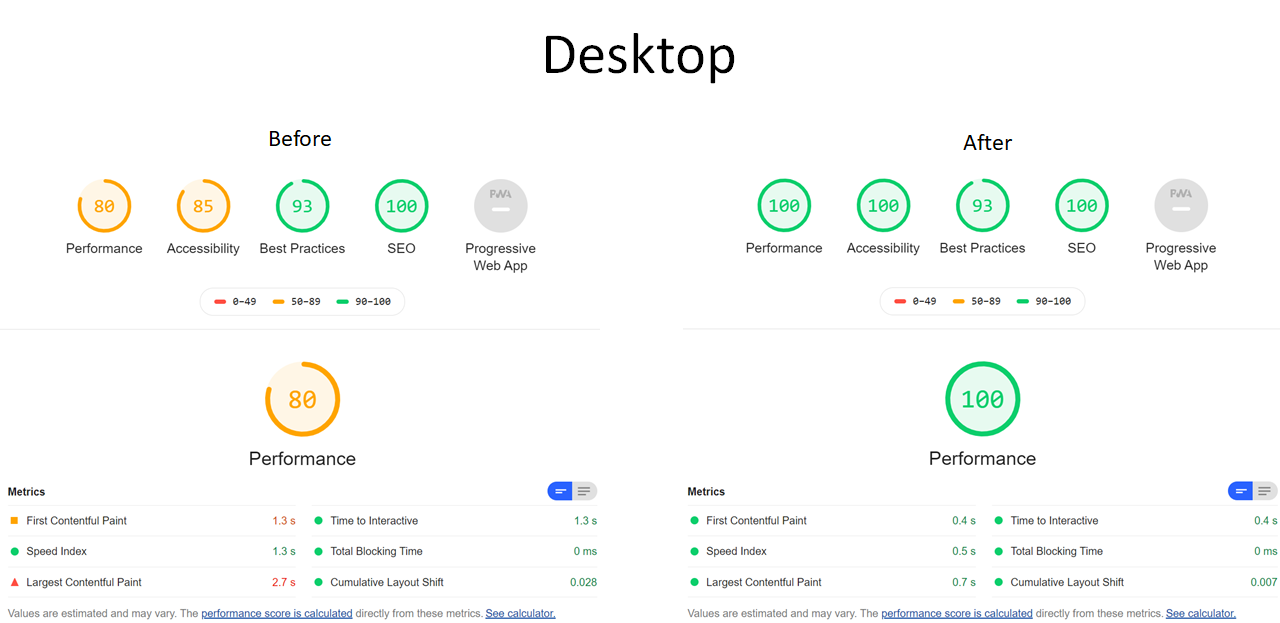 Desktop
Before
80 85 93 100 PWA
Performance Accessibility Best Practices SEO Progressive
Web App
0–49 50–89 90–100
80
Performance
Metrics
First Contentful Paint 1.3 s Time to Interactive 1.3 s
Speed Index 1.3 s Total Blocking Time 0 ms
Largest Contentful Paint 2.7 s Cumulative Layout Shift 0.028
Values are estimated and may vary. The performance score is calculated directly from these metrics. See calculator.
After
100 100 93 100 PWA
Performance Accessibility Best Practices SEO Progressive
Web App
0–49 50–89 90–100
100
Performance
Metrics
First Contentful Paint 0.4 s Time to Interactive 0.4 s
Speed Index 0.5 s Total Blocking Time 0 ms
Largest Contentful Paint 0.7 s Cumulative Layout Shift 0.007
Values are estimated and may vary. The performance score is calculated directly from these metrics. See calculator.